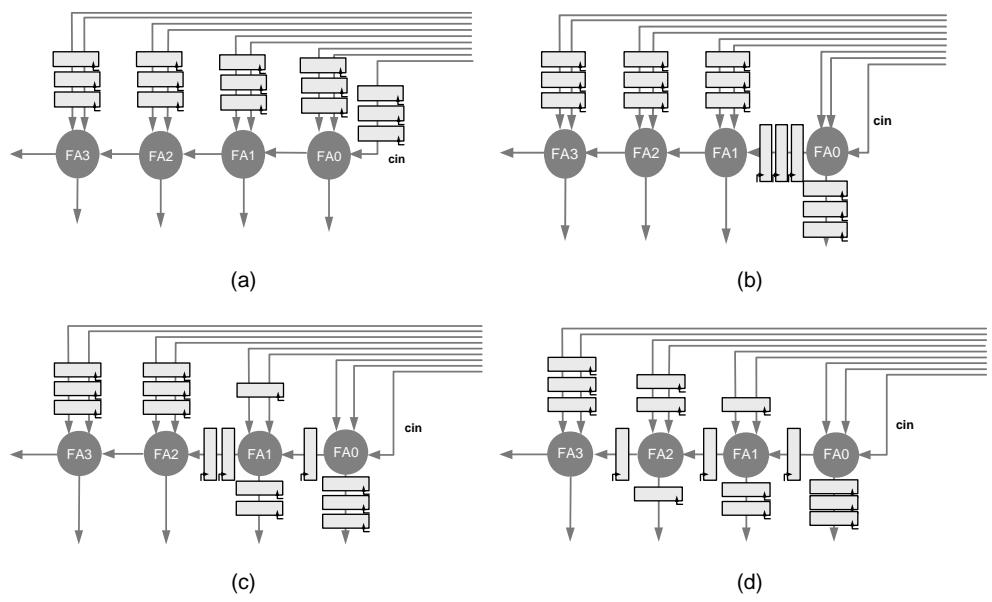 FA3 FA2 FA1 FA0 cin
(a)
cin
FA3 FA2 FA1 FA0
(b)
cin
FA3 FA2 FA1 FA0
(c)
cin
FA3 FA2 FA1 FA0
(d)